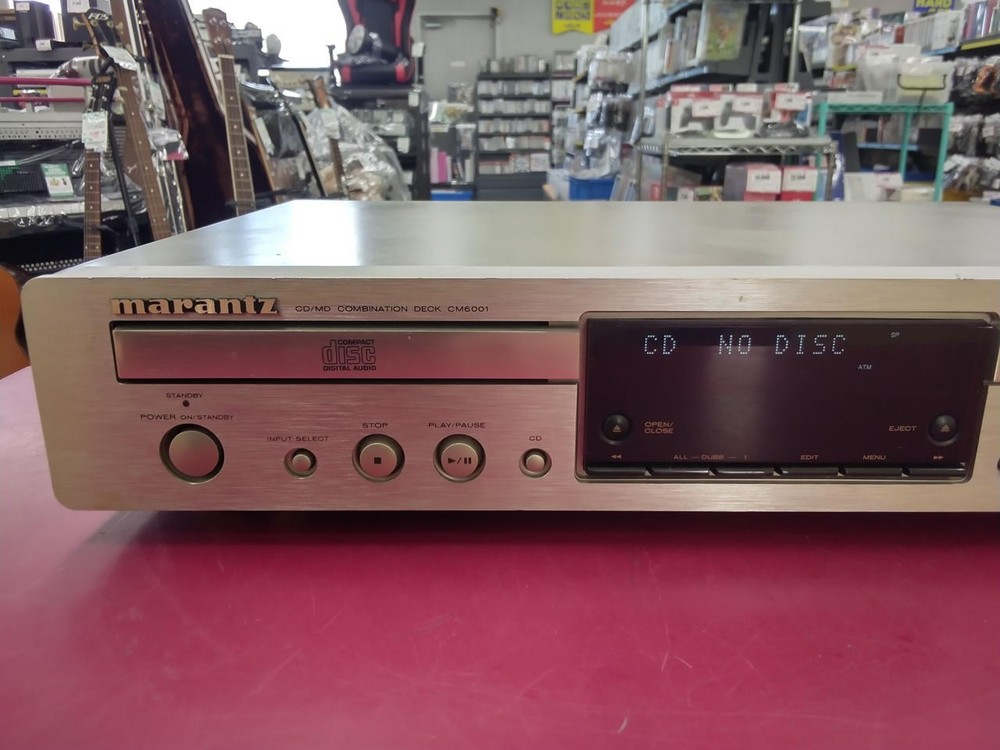 HARD
marantz CD/MD COMBINATION DECK CM6001
COMPACT
disc
DIGITAL AUDIO
CD NO DISC
SP
ATM
STANDBY
POWER ON/STANDBY
INPUT SELECT
STOP
PLAY/PAUSE
CD
OPEN/
CLOSE
EJECT
ALL — DUBB — 1
EDIT
MENU